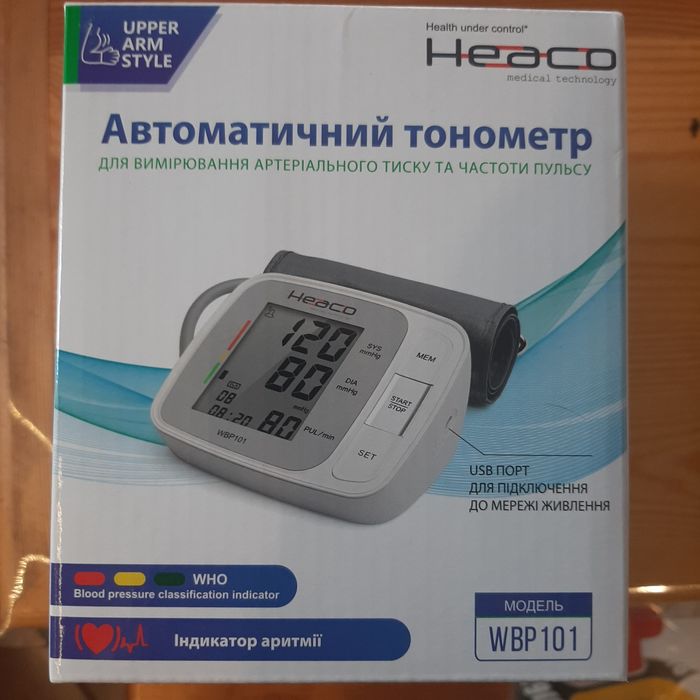 UPPER
ARM
STYLE
Health under control"
Heaco
medical technology
Автоматичний тонометр
ДЛЯ ВИМІРЮВАННЯ АРТЕРІАЛЬНОГО ТИСКУ ТА ЧАСТОТИ ПУЛЬСУ
Heaco
120
SYS
mmHg
MEM
80
DIA
mmHg
START
STOP
mmHg
08
08:20
80
PUL/min
SET
WBP101
USB ПОРТ
ДЛЯ ПІДКЛЮЧЕННЯ
ДО МЕРЕЖІ ЖИВЛЕННЯ
WHO
Blood pressure classification indicator
Індикатор аритмії
МОДЕЛЬ
WBP101